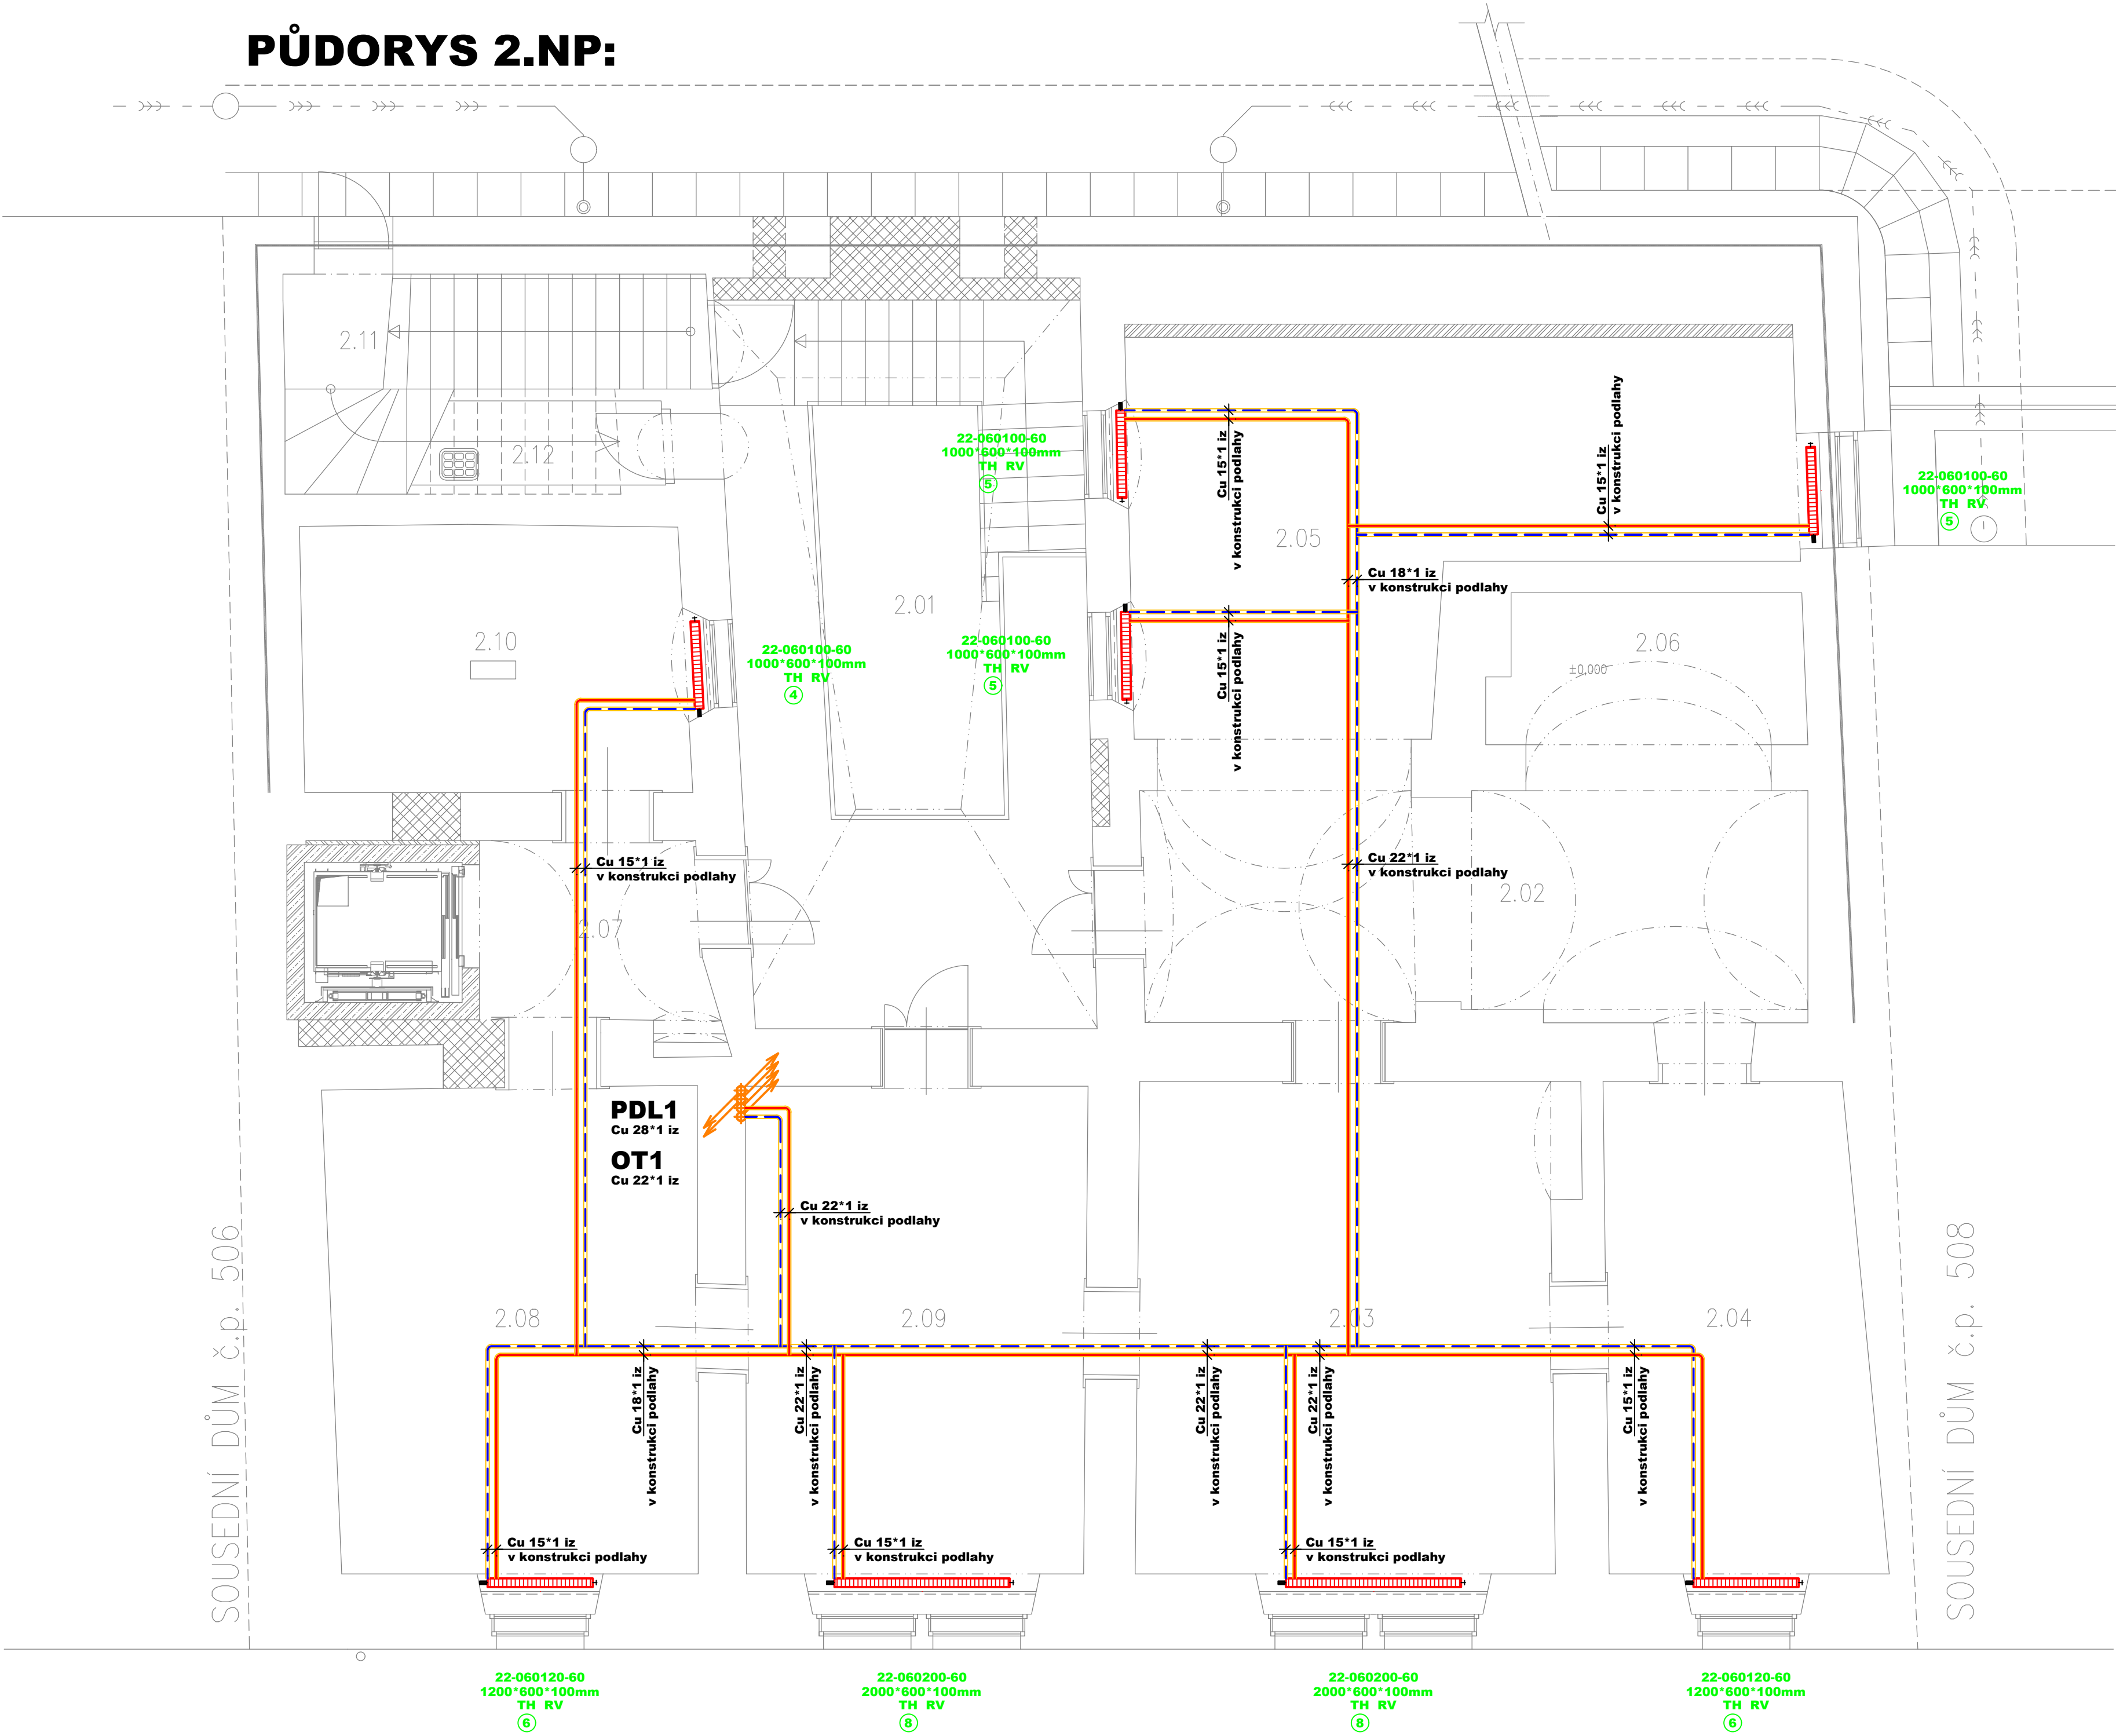 PŮDORYS 2.NP:
2.11
2.12
22-060100-60
1000*600*100mm
TH RV
5
Cu 15*1 iz
v konstrukci podlahy
Cu 15*1 iz
v konstrukci podlahy
22-060100-60
1000*600*100mm
TH RV
5
2.05
Cu 18*1 iz
v konstrukci podlahy
2.01
2.10
22-060100-60
1000*600*100mm
TH RV
4
22-060100-60
1000*600*100mm
TH RV
5
Cu 15*1 iz
v konstrukci podlahy
2.06
±0,000
Cu 15*1 iz
v konstrukci podlahy
Cu 22*1 iz
v konstrukci podlahy
2.07
2.02
PDL1
Cu 28*1 iz
OT1
Cu 22*1 iz
Cu 22*1 iz
v konstrukci podlahy
SOUSEDNÍ DŮM č.p. 506
SOUSEDNÍ DŮM č.p. 508
2.08
2.09
2.03
2.04
Cu 18*1 iz
v konstrukci podlahy
Cu 22*1 iz
v konstrukci podlahy
Cu 22*1 iz
v konstrukci podlahy
Cu 22*1 iz
v konstrukci podlahy
Cu 15*1 iz
v konstrukci podlahy
Cu 15*1 iz
v konstrukci podlahy
Cu 15*1 iz
v konstrukci podlahy
Cu 15*1 iz
v konstrukci podlahy
22-060120-60
1200*600*100mm
TH RV
6
22-060200-60
2000*600*100mm
TH RV
8
22-060200-60
2000*600*100mm
TH RV
8
22-060120-60
1200*600*100mm
TH RV
6